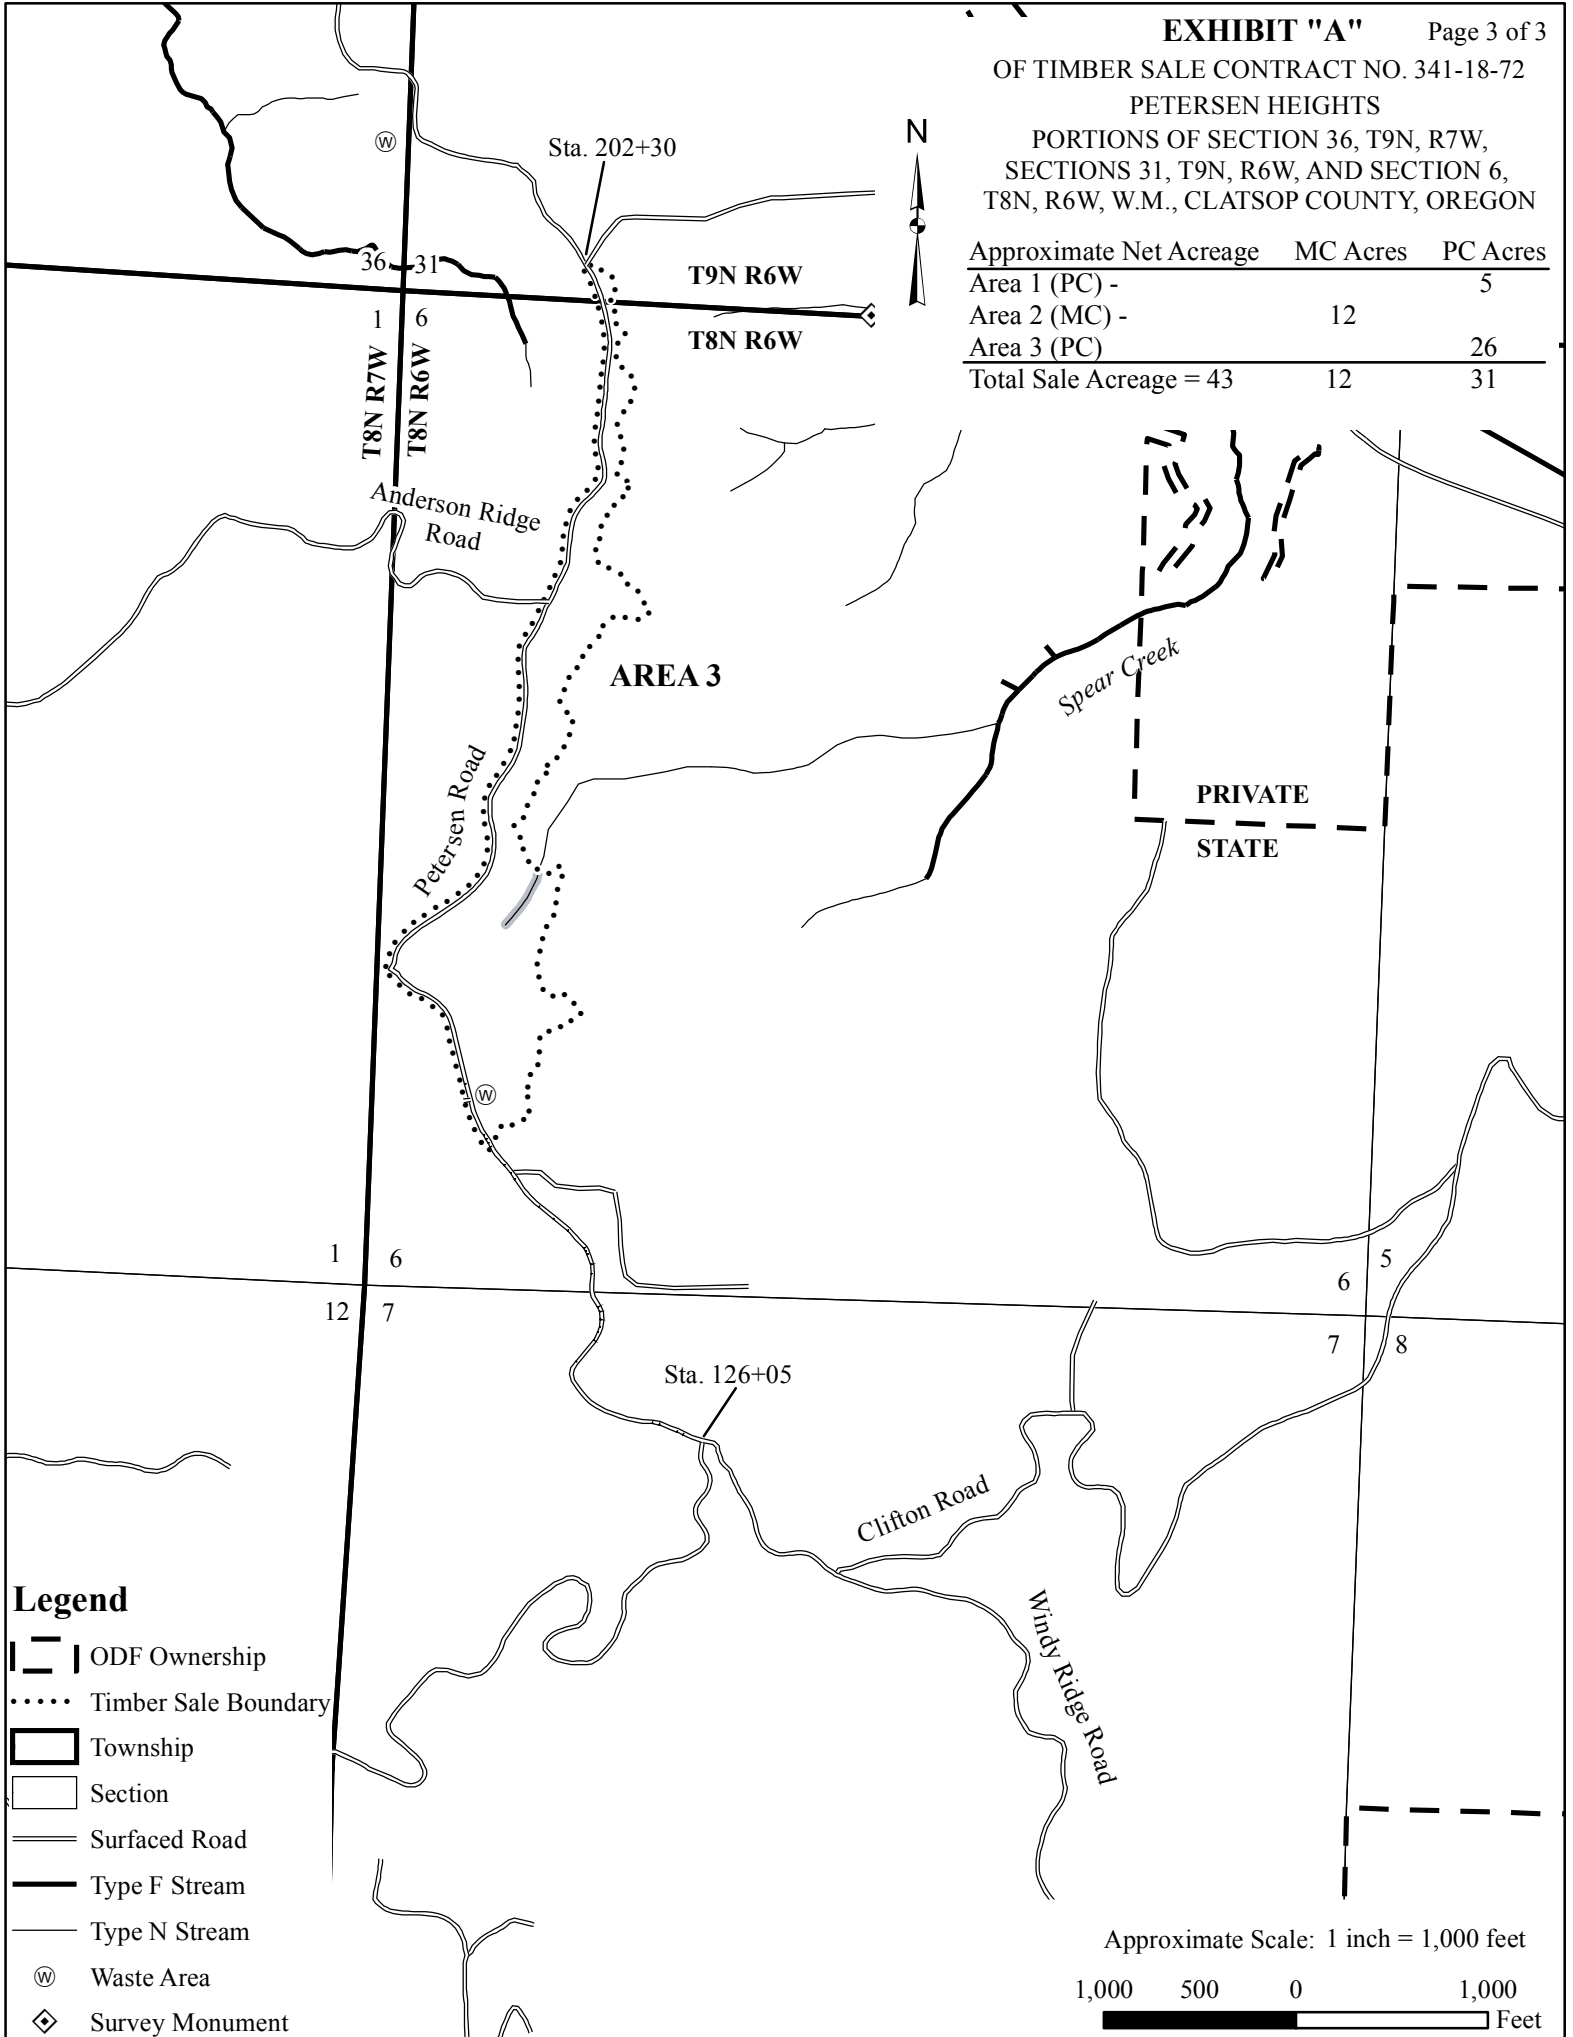 EXHIBIT "A" Page 3 of 3
OF TIMBER SALE CONTRACT NO. 341-18-72
PETERSEN HEIGHTS
PORTIONS OF SECTION 36, T9N, R7W,
SECTIONS 31, T9N, R6W, AND SECTION 6,
T8N, R6W, W.M., CLATSOP COUNTY, OREGON
Approximate Net Acreage MC Acres PC Acres
Area 1 (PC) - 5
Area 2 (MC) - 12
Area 3 (PC) 26
Total Sale Acreage = 43 12 31
N
W
Sta. 202+30
36 31
T9N R6W
1 6
T8N R6W
T8N R7W
T8N R6W
Anderson Ridge
Road
AREA 3
Spear Creek
Petersen Road
PRIVATE
STATE
W
1 6
12 7
6 5
7 8
Sta. 126+05
Clifton Road
Windy Ridge Road
Legend
ODF Ownership
Timber Sale Boundary
Township
Section
Surfaced Road
Type F Stream
Type N Stream
W Waste Area
Survey Monument
Approximate Scale: 1 inch = 1,000 feet
1,000 500 0 1,000
Feet